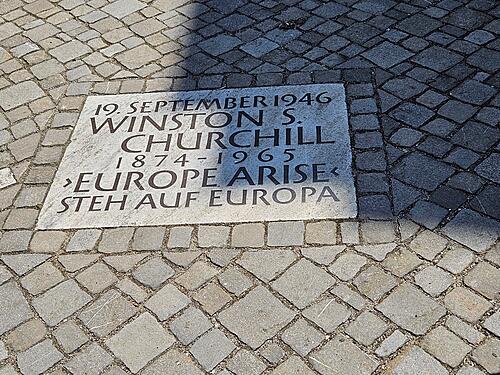 19. SEPTEMBER 1946
WINSTON S.
CHURCHILL
1874-1965
›EUROPE ARISE‹
STEH AUF EUROPA